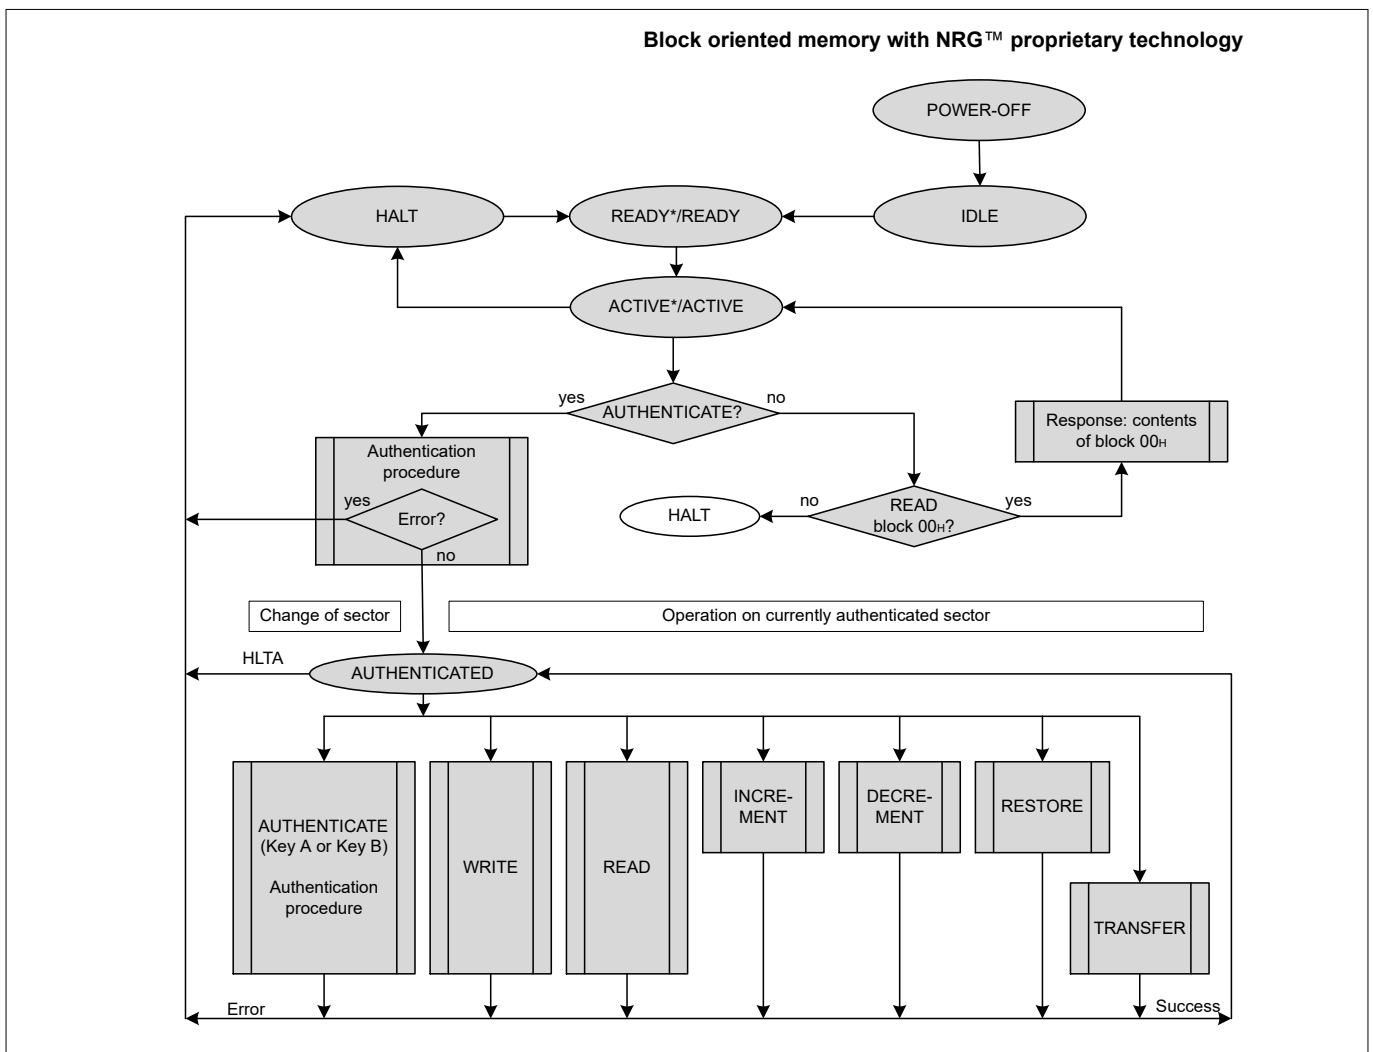 Block oriented memory with NRG™ proprietary technology
POWER-OFF
HALT
READY*/READY
IDLE
ACTIVE*/ACTIVE
yes
AUTHENTICATE?
no
Response: contents
of block 00H
Authentication
procedure
yes
Error?
no
HALT
no
READ
block 00H?
yes
Change of sector
Operation on currently authenticated sector
HLTA
AUTHENTICATED
AUTHENTICATE
(Key A or Key B)
Authentication
procedure
WRITE
READ
INCRE-
MENT
DECRE-
MENT
RESTORE
TRANSFER
Error
Success